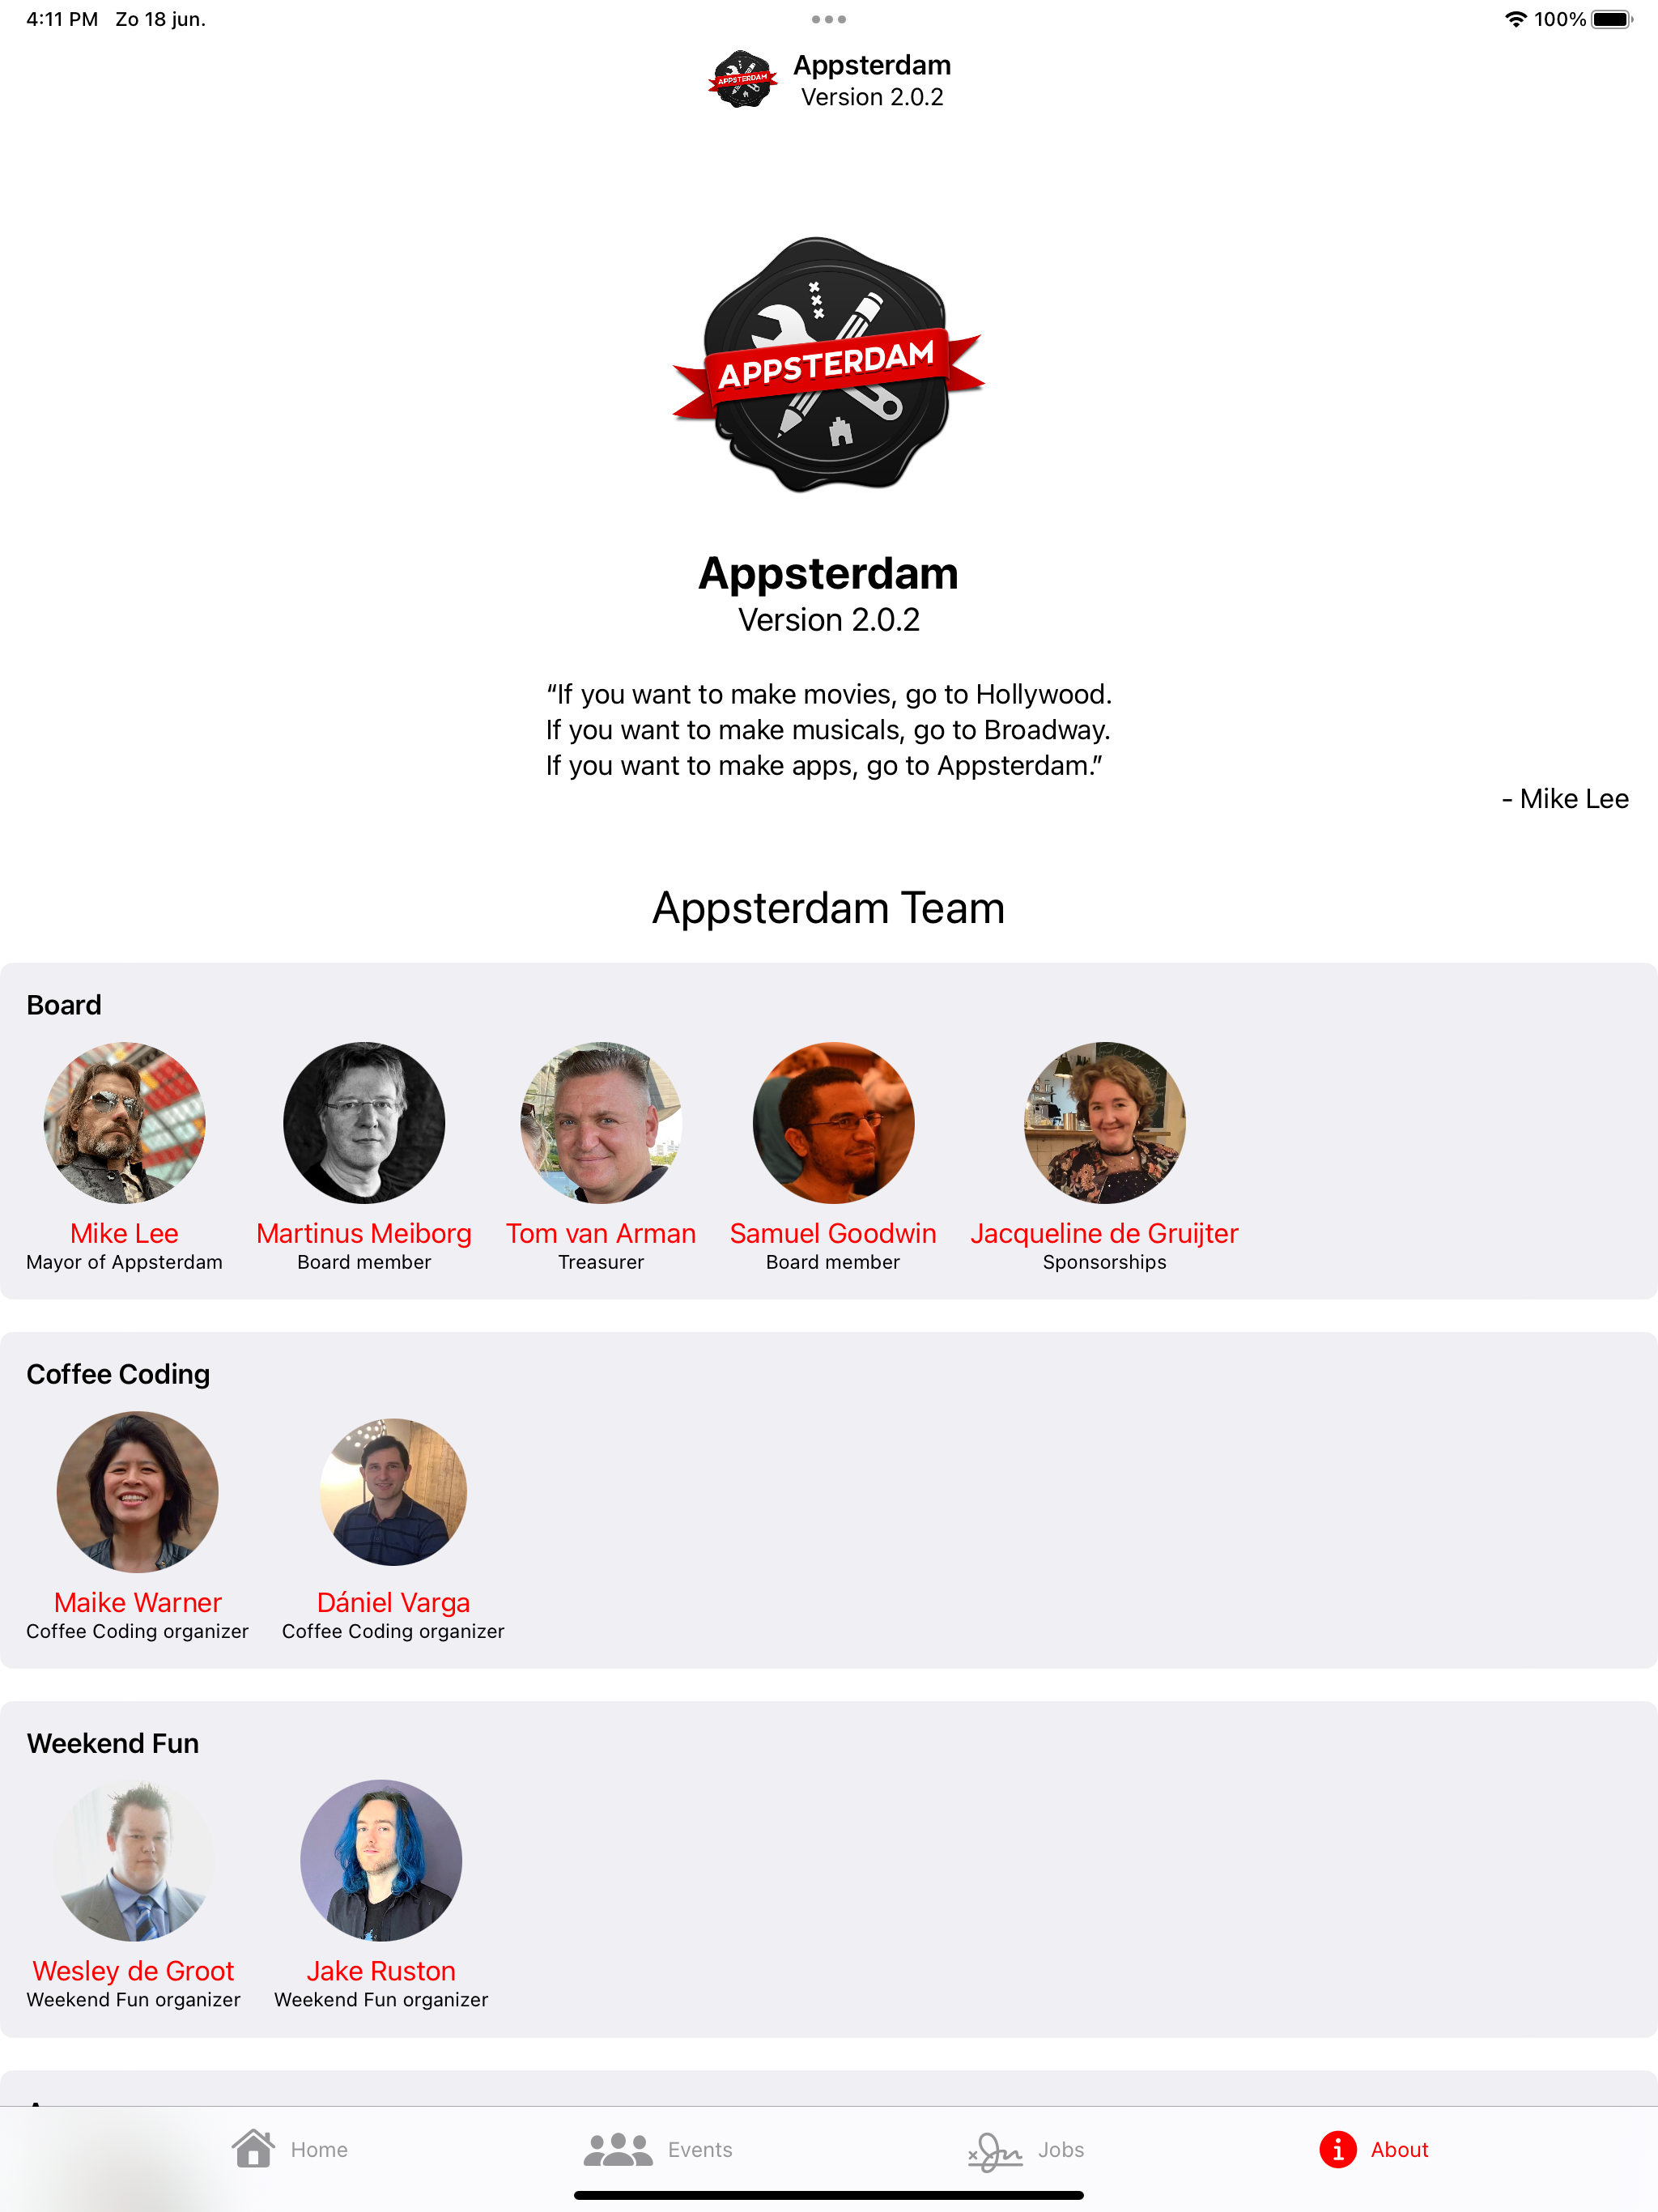 4:11 PM Zo 18 jun.
100%
APPSTERDAM
Appsterdam
Version 2.0.2
APPSTERDAM
Appsterdam
Version 2.0.2
“If you want to make movies, go to Hollywood.
If you want to make musicals, go to Broadway.
If you want to make apps, go to Appsterdam.”
- Mike Lee
Appsterdam Team
Board
Mike Lee Martinus Meiborg Tom van Arman Samuel Goodwin Jacqueline de Gruijter
Mayor of Appsterdam Board member Treasurer Board member Sponsorships
Coffee Coding
Maike Warner Dániel Varga
Coffee Coding organizer Coffee Coding organizer
Weekend Fun
Wesley de Groot Jake Ruston
Weekend Fun organizer Weekend Fun organizer
Home Events Jobs About